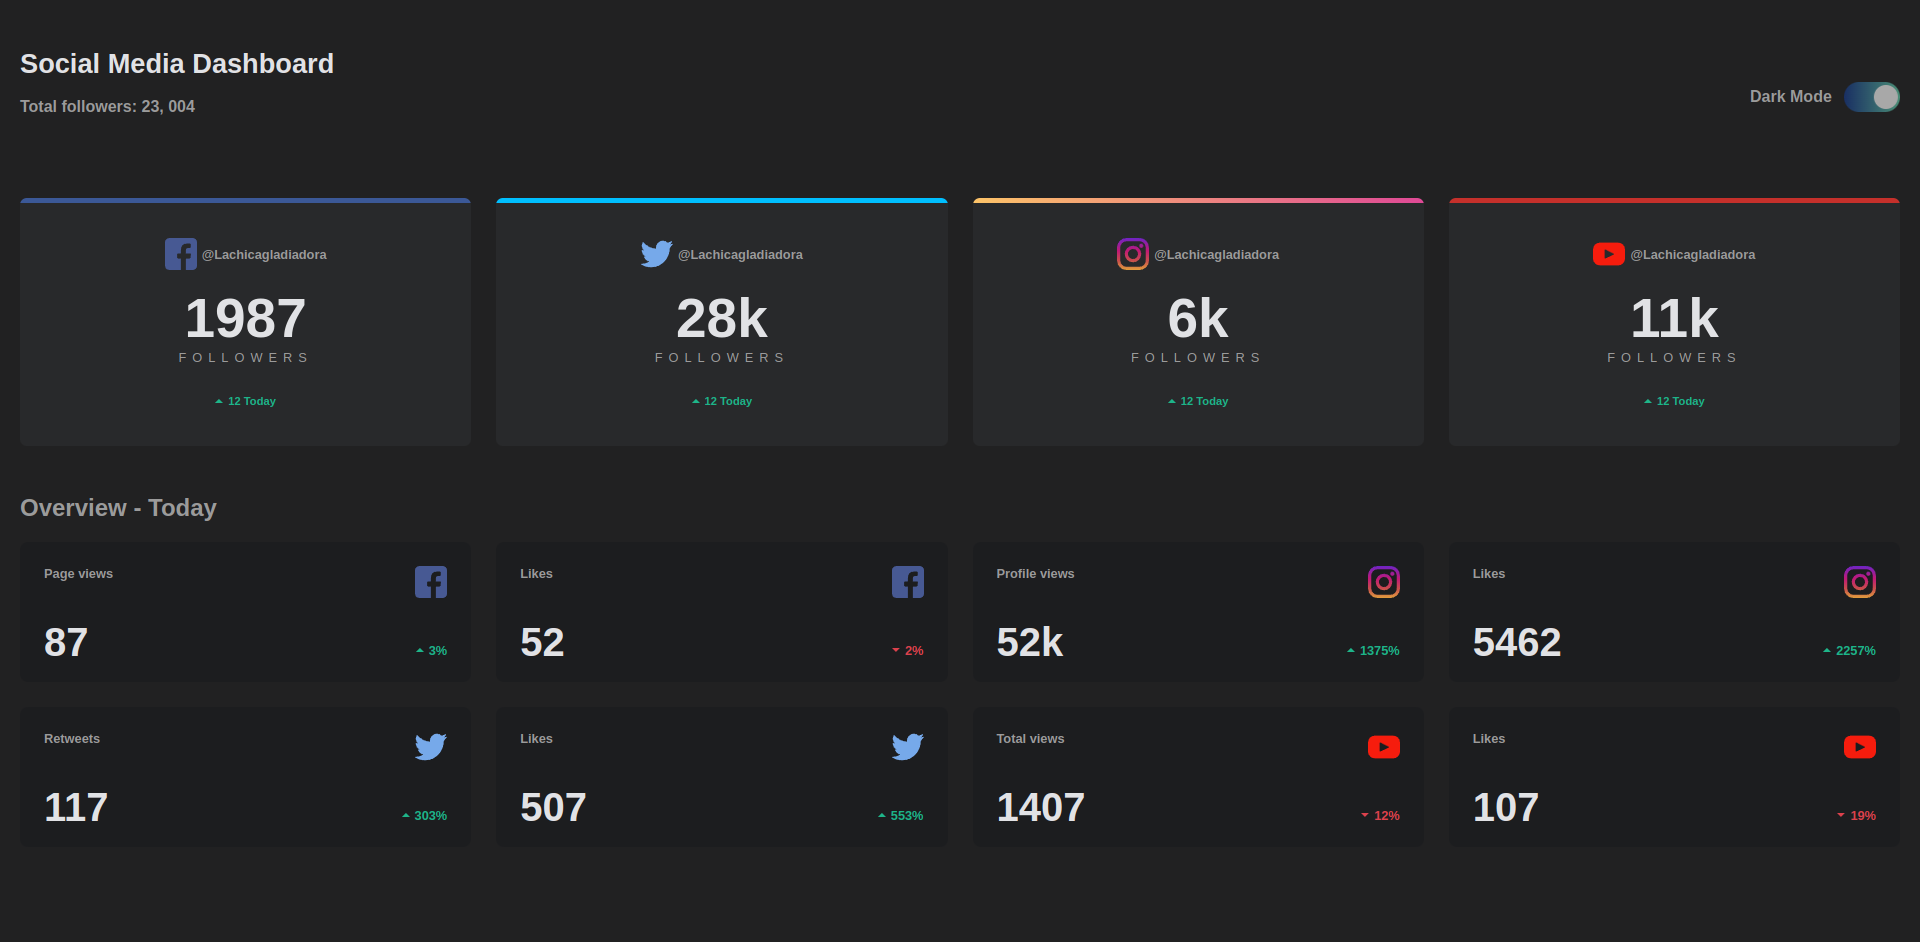 Social Media Dashboard
Total followers: 23, 004
Dark Mode
@Lachicagladiadora
1987
FOLLOWERS
12 Today
@Lachicagladiadora
28k
FOLLOWERS
12 Today
@Lachicagladiadora
6k
FOLLOWERS
12 Today
@Lachicagladiadora
11k
FOLLOWERS
12 Today
Overview - Today
Page views
87
3%
Likes
52
2%
Profile views
52k
1375%
Likes
5462
2257%
Retweets
117
303%
Likes
507
553%
Total views
1407
12%
Likes
107
19%